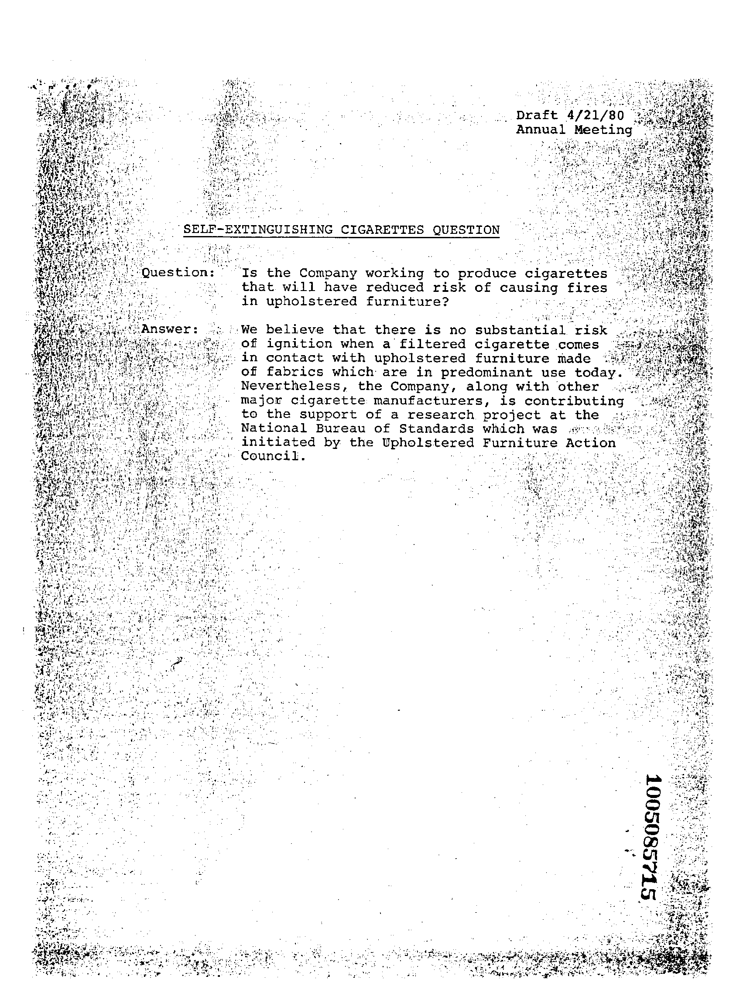 Draft 4/21/80
Annual Meeting
SELF-EXTINGUISHING CIGARETTES QUESTION
Question: Is the Company working to produce cigarettes
that will have reduced risk of causing fires
in upholstered furniture?
Answer: We believe that there is no substantial risk
of ignition when a filtered cigarette comes
in contact with upholstered furniture made
of fabrics which are in predominant use today.
Nevertheless, the Company, along with other
major cigarette manufacturers, is contributing
to the support of a research project at the
National Bureau of Standards which was
initiated by the Upholstered Furniture Action
Council.
1005085715